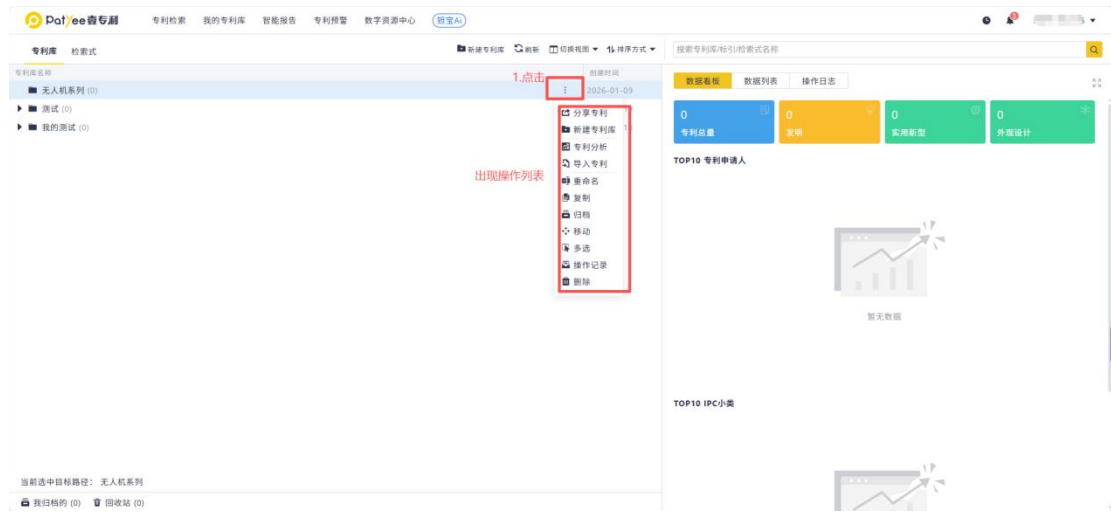 Patyee壹专利 专利检索 我的专利库 智能报告 专利预警 数字资源中心
专利库 检索式 新建专利库 刷新 切换视图 排序方式 搜索专利库/标引/检索式名称
专利库名称 创建时间
1.点击
数据看板 数据列表 操作日志
无人机系列 (0) 2026-01-09
测试 (0)
我的测试 (0)
出现操作列表
分享专利
新建专利库
专利分析
导入专利
重命名
复制
归档
移动
多选
操作记录
删除
0 0 0 0
专利总量 发明 实用新型 外观设计
TOP10 专利申请人
暂无数据
TOP10 IPC小类
当前选中目标路径： 无人机系列
我归档的 (0) 回收站 (0)